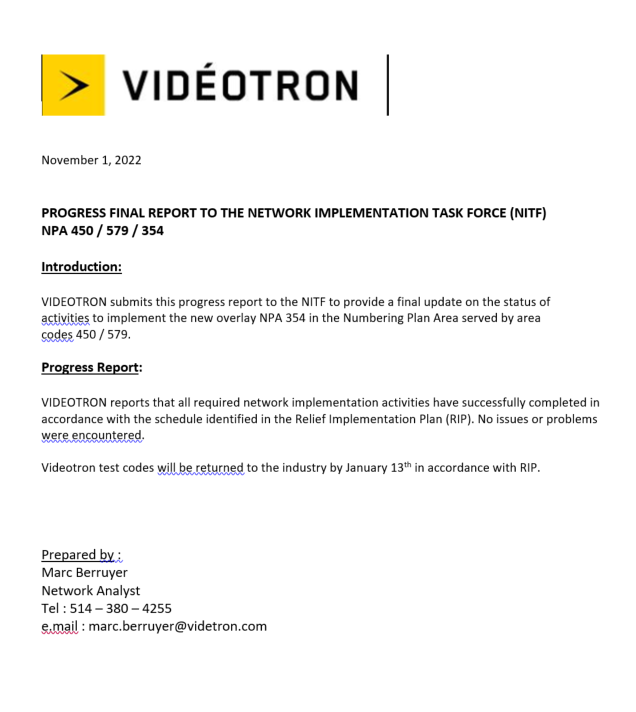 VIDÉOTRON
November 1, 2022
PROGRESS FINAL REPORT TO THE NETWORK IMPLEMENTATION TASK FORCE (NITF)
NPA 450 / 579 / 354
Introduction:
VIDEOTRON submits this progress report to the NITF to provide a final update on the status of
activities to implement the new overlay NPA 354 in the Numbering Plan Area served by area
codes 450 / 579.
Progress Report:
VIDEOTRON reports that all required network implementation activities have successfully completed in
accordance with the schedule identified in the Relief Implementation Plan (RIP). No issues or problems
were encountered.
Videotron test codes will be returned to the industry by January 13th in accordance with RIP.
Prepared by :
Marc Berruyer
Network Analyst
Tel : 514 – 380 – 4255
e.mail : marc.berruyer@videtron.com